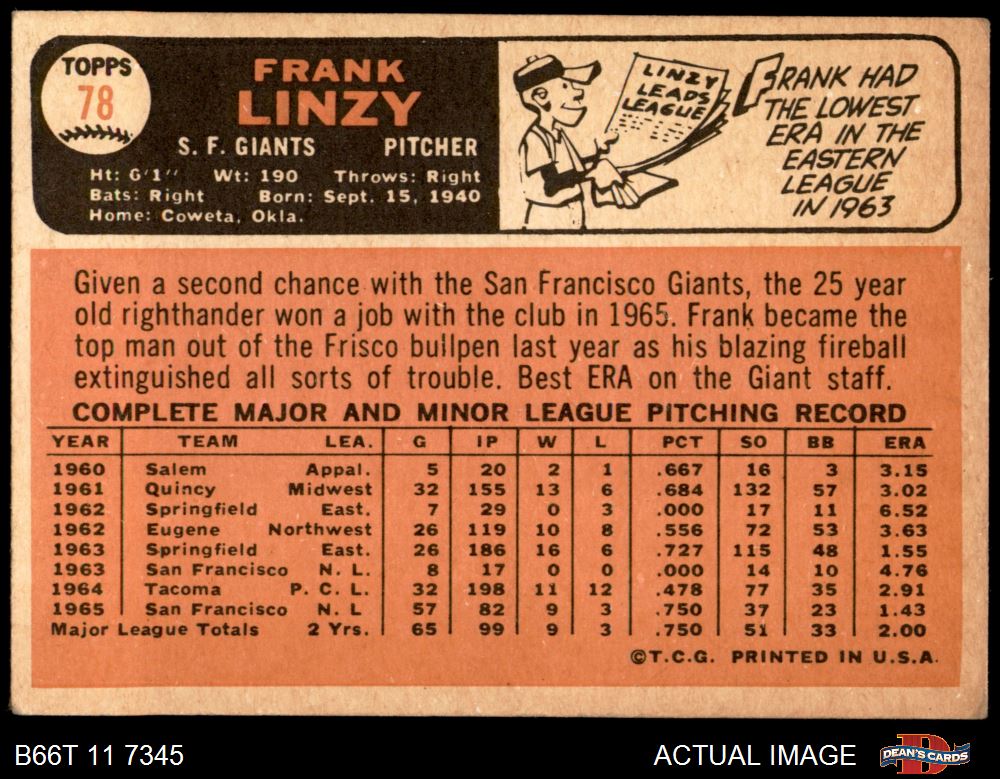 TOPPS
78
FRANK
LINZY
S. F. GIANTS PITCHER
Ht: 6'1" Wt: 190 Throws: Right
Bats: Right Born: Sept. 15, 1940
Home: Coweta, Okla.
LINZY
LEADS
LEAGUE
FRANK HAD
THE LOWEST
ERA IN THE
EASTERN
LEAGUE
IN 1963
Given a second chance with the San Francisco Giants, the 25 year
old righthander won a job with the club in 1965. Frank became the
top man out of the Frisco bullpen last year as his blazing fireball
extinguished all sorts of trouble. Best ERA on the Giant staff.
COMPLETE MAJOR AND MINOR LEAGUE PITCHING RECORD
YEAR TEAM LEA. G IP W L PCT SO BB ERA
1960 Salem Appal. 5 20 2 1 .667 16 3 3.15
1961 Quincy Midwest 32 155 13 6 .684 132 57 3.02
1962 Springfield East. 7 29 0 3 .000 17 11 6.52
1962 Eugene Northwest 26 119 10 8 .556 72 53 3.63
1963 Springfield East. 26 186 16 6 .727 115 48 1.55
1963 San Francisco N. L. 8 17 0 0 .000 14 10 4.76
1964 Tacoma P. C. L. 32 198 11 12 .478 77 35 2.91
1965 San Francisco N. L 57 82 9 3 .750 37 23 1.43
Major League Totals 2 Yrs. 65 99 9 3 .750 51 33 2.00
©T.C.G. PRINTED IN U.S.A.
B66T 11 7345 ACTUAL IMAGE
D
DEAN'S CARDS